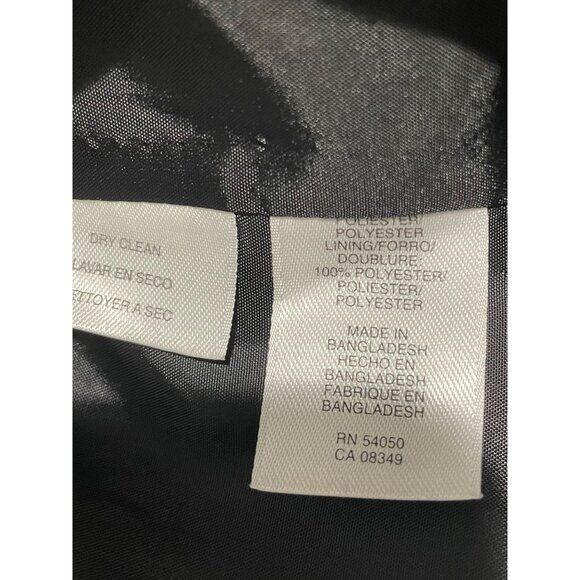 DRY CLEAN
LAVAR EN SECO
ETTOYER A SEC
POLIESTER/
POLYESTER
LINING/FORRO/
DOUBLURE:
100% POLYESTER/
POLIESTER/
POLYESTER
MADE IN
BANGLADESH
HECHO EN
BANGLADESH
FABRIQUE EN
BANGLADESH
RN 54050
CA 08349